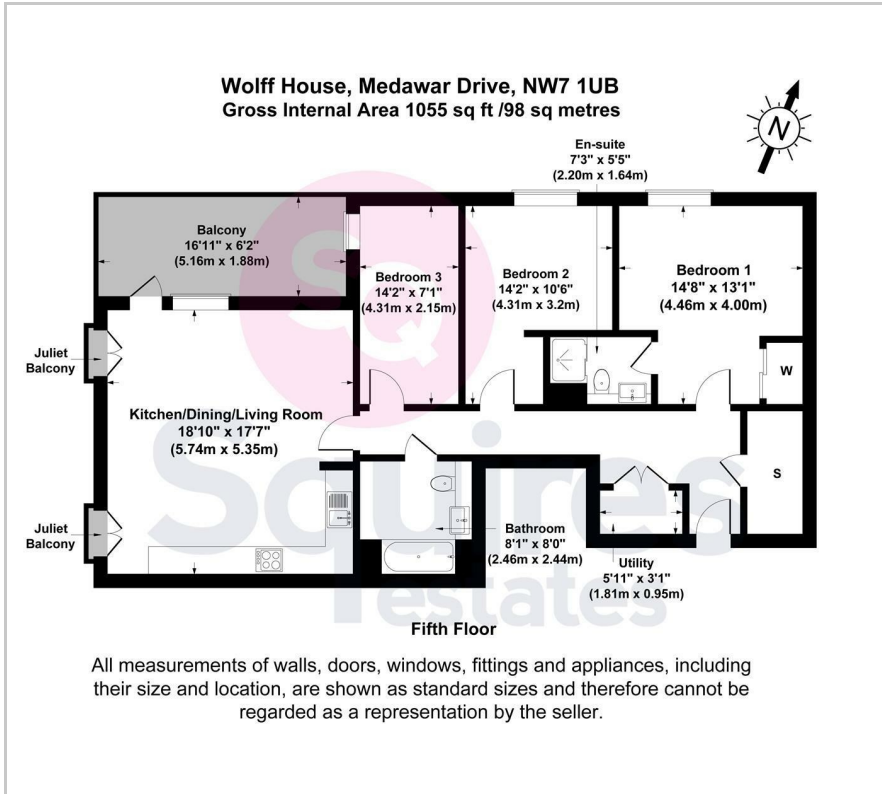 Wolff House, Medawar Drive, NW7 1UB
Gross Internal Area 1055 sq ft /98 sq metres
N
En-suite
7'3" x 5'5"
(2.20m x 1.64m)
Balcony
16'11" x 6'2"
(5.16m x 1.88m)
Bedroom 3
14'2" x 7'1"
(4.31m x 2.15m)
Bedroom 2
14'2" x 10'6"
(4.31m x 3.2m)
Bedroom 1
14'8" x 13'1"
(4.46m x 4.00m)
Juliet
Balcony
W
Kitchen/Dining/Living Room
18'10" x 17'7"
(5.74m x 5.35m)
S
Juliet
Balcony
Bathroom
8'1" x 8'0"
(2.46m x 2.44m)
Utility
5'11" x 3'1"
(1.81m x 0.95m)
SQ
Squires
estates
Fifth Floor
All measurements of walls, doors, windows, fittings and appliances, including
their size and location, are shown as standard sizes and therefore cannot be
regarded as a representation by the seller.